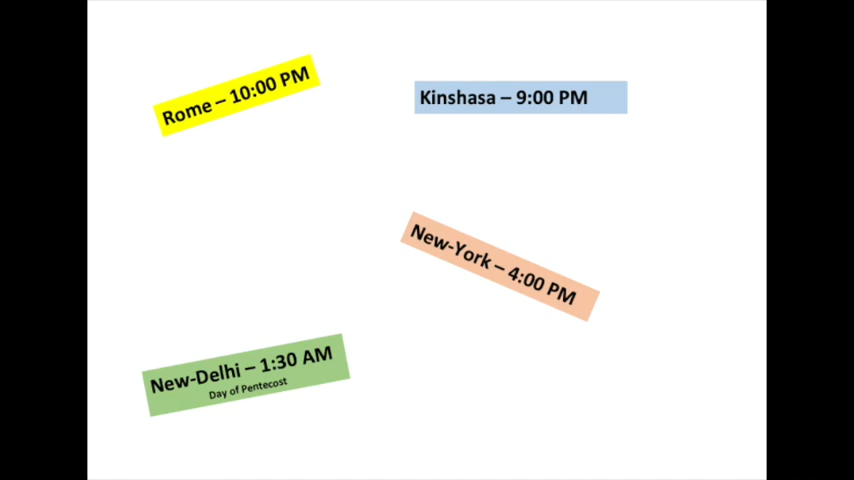 Rome – 10:00 PM
Kinshasa – 9:00 PM
New-York – 4:00 PM
New-Delhi – 1:30 AM
Day of Pentecost